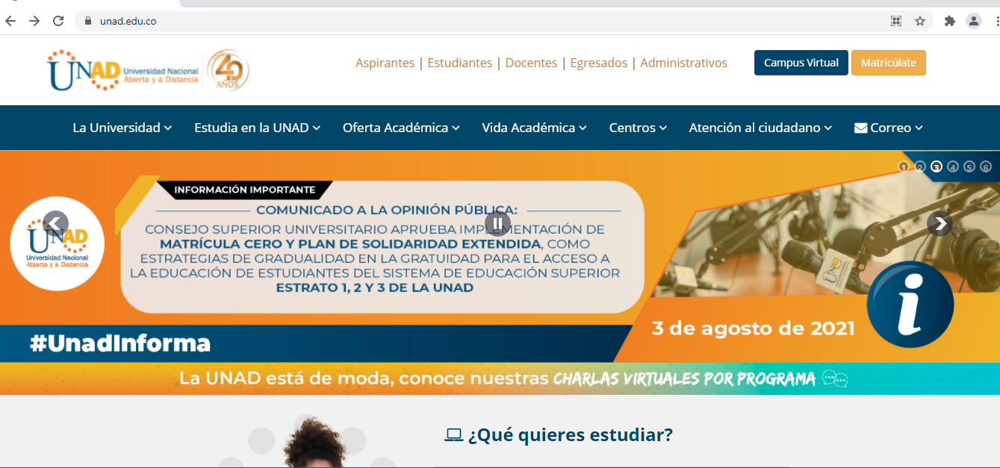 unad.edu.co
UNAD Universidad Nacional
Abierta y a Distancia
40
AÑOS
Aspirantes | Estudiantes | Docentes | Egresados | Administrativos
Campus Virtual
Matricúlate
La Universidad
Estudia en la UNAD
Oferta Académica
Vida Académica
Centros
Atención al ciudadano
Correo
1 2 3 4 5 6
INFORMACIÓN IMPORTANTE
COMUNICADO A LA OPINIÓN PÚBLICA:
CONSEJO SUPERIOR UNIVERSITARIO APRUEBA IMPLEMENTACIÓN DE
MATRÍCULA CERO Y PLAN DE SOLIDARIDAD EXTENDIDA, COMO
ESTRATEGIAS DE GRADUALIDAD EN LA GRATUIDAD PARA EL ACCESO A
LA EDUCACIÓN DE ESTUDIANTES DEL SISTEMA DE EDUCACIÓN SUPERIOR
ESTRATO 1, 2 Y 3 DE LA UNAD
UNAD
Universidad Nacional
Abierta y a Distancia
UNAD
i
3 de agosto de 2021
#UnadInforma
La UNAD está de moda, conoce nuestras CHARLAS VIRTUALES POR PROGRAMA
¿Qué quieres estudiar?